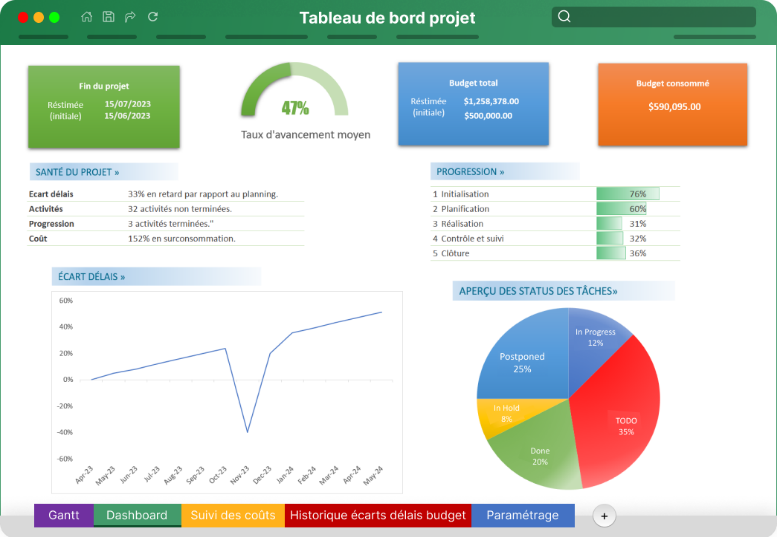 Tableau de bord projet
Fin du projet
Réstimée 15/07/2023
(initiale) 15/06/2023
47%
Taux d'avancement moyen
Budget total
Réstimée $1,258,378.00
(initiale) $500,000.00
Budget consommé
$590,095.00
SANTÉ DU PROJET »
Ecart délais 33% en retard par rapport au planning.
Activités 32 activités non terminées.
Progression 3 activités terminées."
Coût 152% en surconsommation.
PROGRESSION »
1 Initialisation 76%
2 Planification 60%
3 Réalisation 31%
4 Contrôle et suivi 32%
5 Clôture 36%
ÉCART DÉLAIS »
60%
40%
20%
0%
-20%
-40%
-60%
Apr-23 May-23 Jun-23 Jul-23 Aug-23 Sep-23 Oct-23 Nov-23 Dec-23 Jan-24 Feb-24 Mar-24 Apr-24 May-24
APERÇU DES STATUS DES TÂCHES»
In Progress
12%
Postponed
25%
In Hold
8%
TODO
35%
Done
20%
Gantt Dashboard Suivi des coûts Historique écarts délais budget Paramétrage +